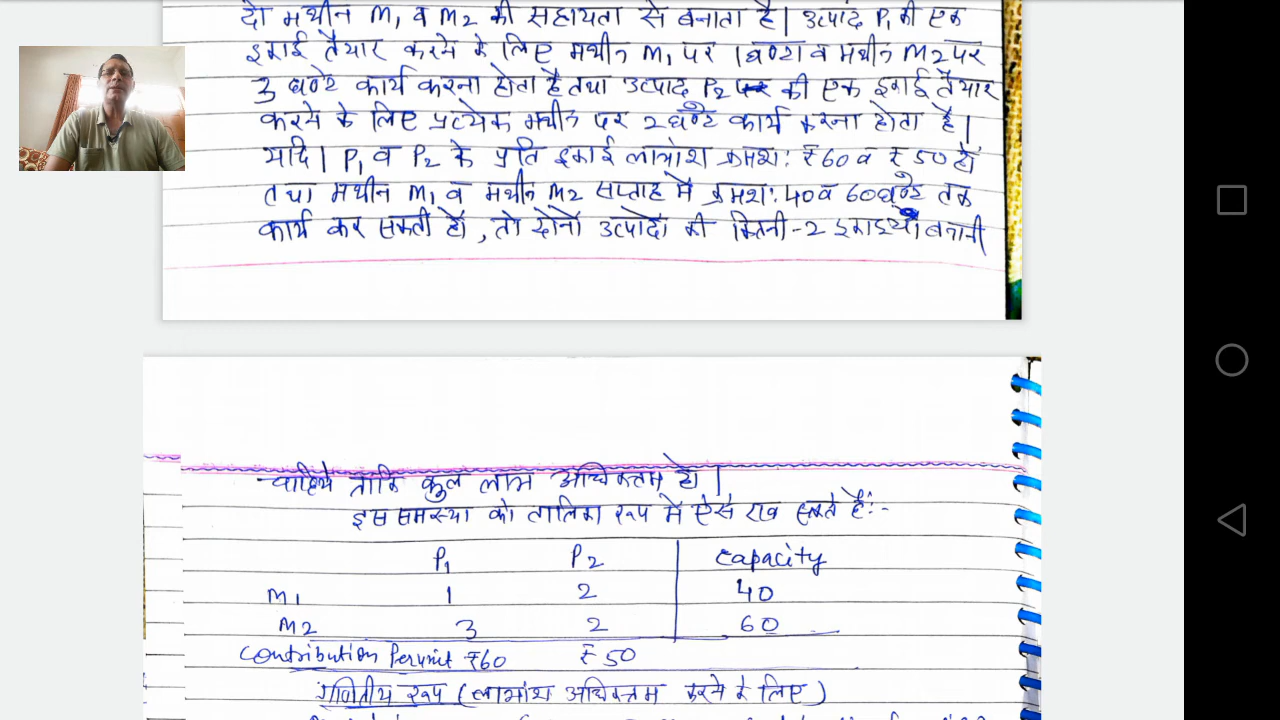 दो मशीन M1 व M2 की सहायता से बनाता है| उत्पाद P1 की एक
इकाई तैयार करने के लिए मशीन M1 पर 1 घण्टा व मशीन M2 पर
3 घण्टे कार्य करना होता है तथा उत्पाद P2 की एक इकाई तैयार
करने के लिए प्रत्येक मशीन पर 2 घण्टे कार्य करना होता है|
यदि| P1 व P2 के प्रति इकाई लाभांश क्रमश: ₹60 व ₹50 हो
तथा मशीन M1 व मशीन M2 सप्ताह में क्रमश: 40 व 60 घण्टे तक
कार्य कर सकती हो, तो दोनों उत्पादों की कितनी-2 इकाइयाँ बनानी
चाहिये ताकि कुल लाभ अधिकतम हो|
इस समस्या को तालिका रूप में ऐसे रख सकते हैं:-
P1 P2 Capacity
M1 1 2 40
M2 3 2 60
Contribution Per unit ₹60 ₹50
गणितीय रूप (लाभांश अधिकतम करने के लिए)